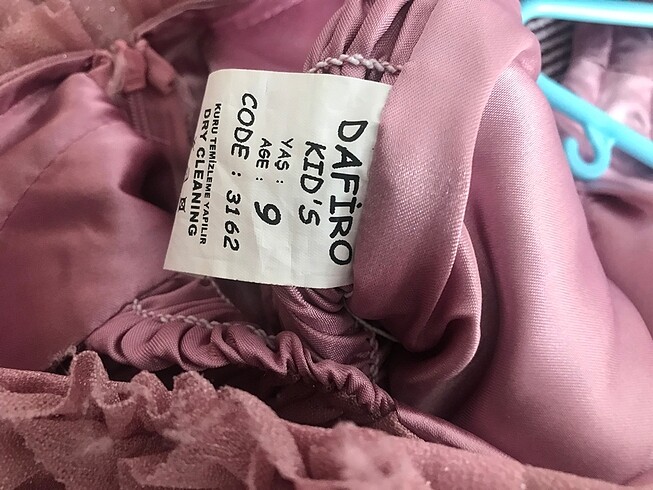 DAFİRO
KID'S
YAŞ :
AGE : 9
CODE : 3162
KURU TEMİZLEME YAPILIR
DRY CLEANING